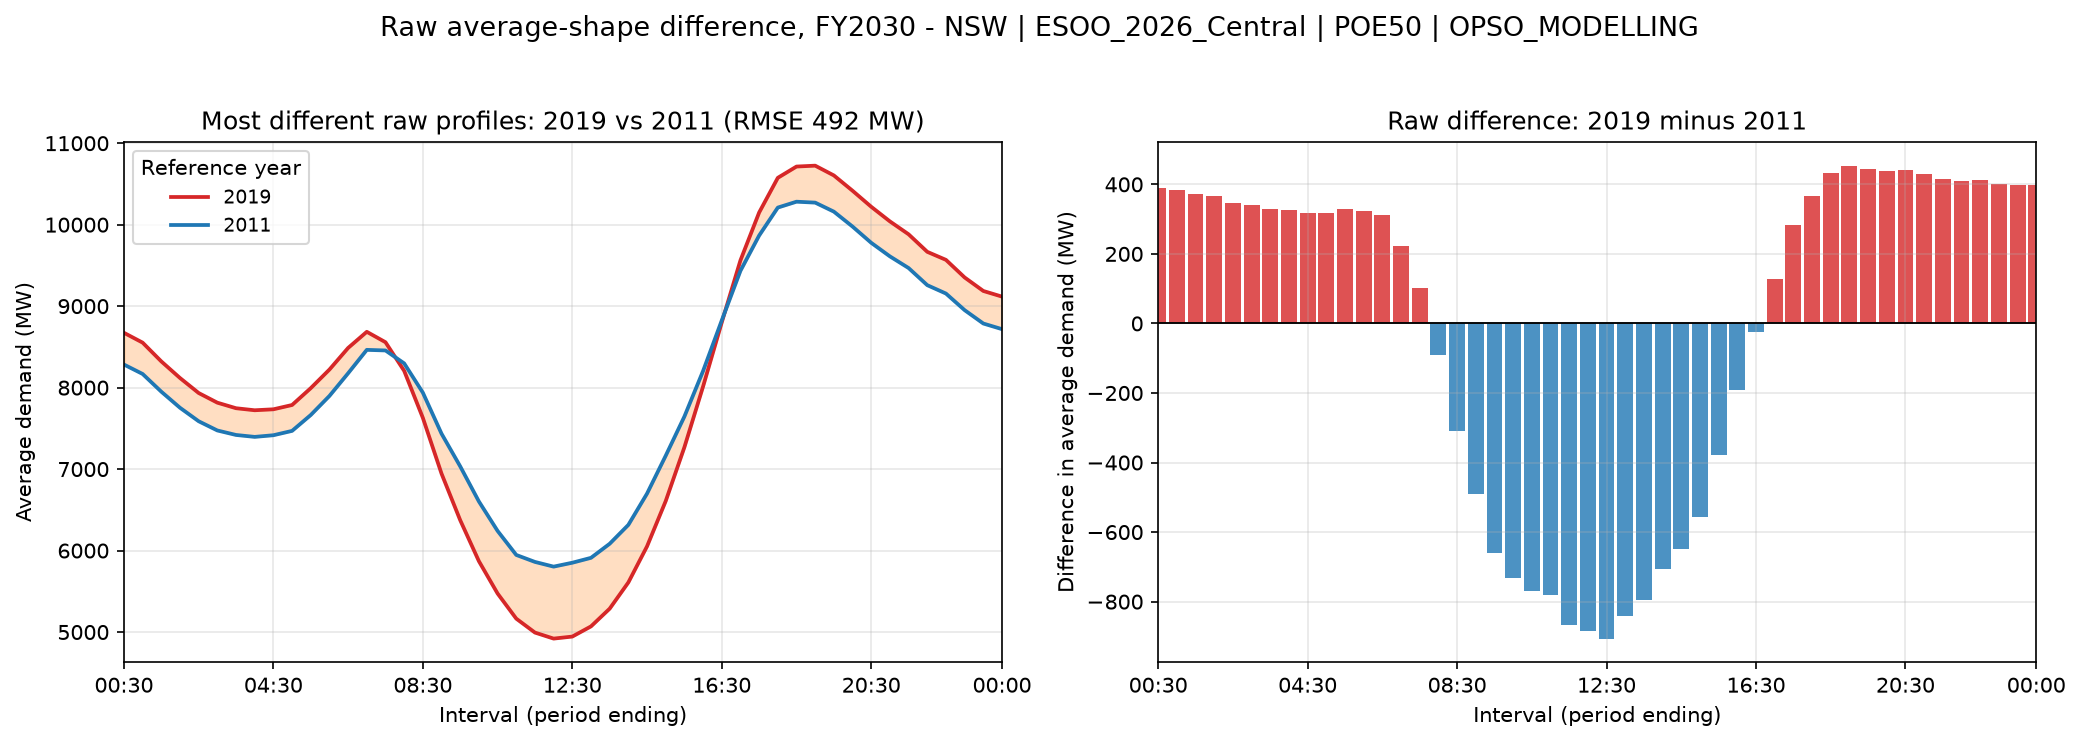 Raw average-shape difference, FY2030 - NSW | ESOO_2026_Central | POE50 | OPSO_MODELLING
Most different raw profiles: 2019 vs 2011 (RMSE 492 MW)
Average demand (MW)
11000
10000
9000
8000
7000
6000
5000
Reference year
2019
2011
00:30 04:30 08:30 12:30 16:30 20:30 00:00
Interval (period ending)
Raw difference: 2019 minus 2011
Difference in average demand (MW)
400
200
0
−200
−400
−600
−800
00:30 04:30 08:30 12:30 16:30 20:30 00:00
Interval (period ending)